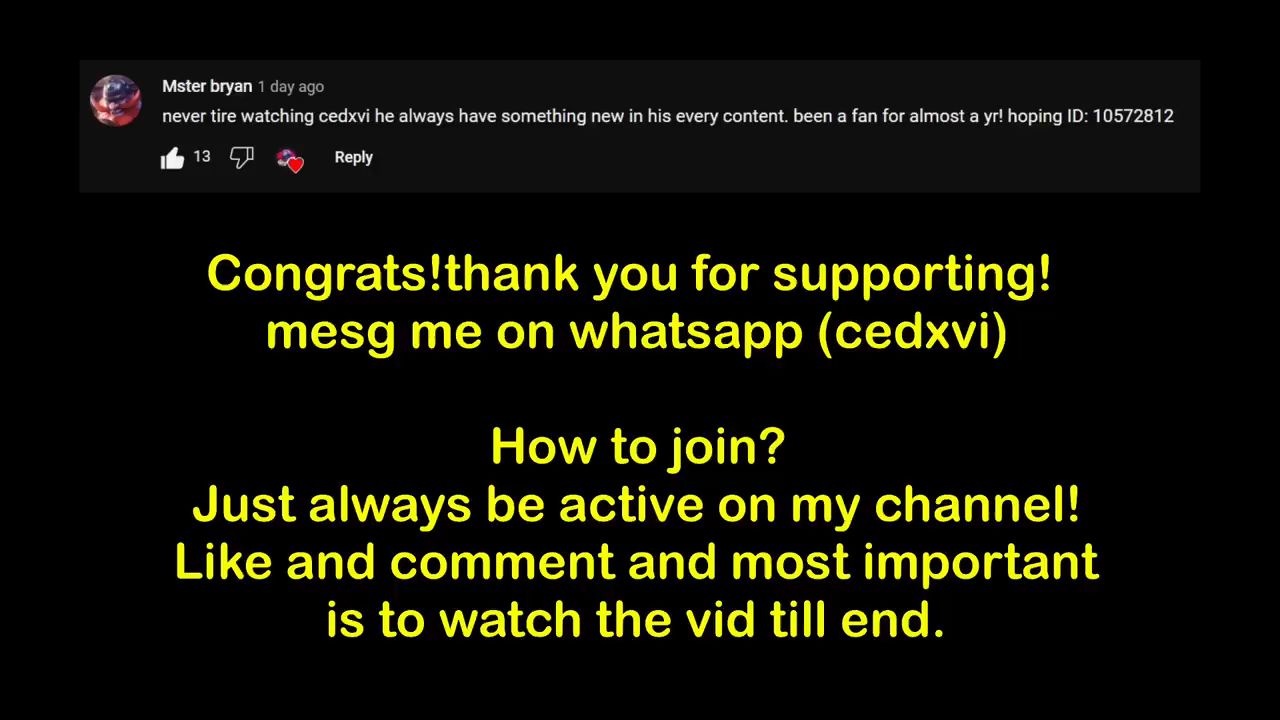 Mster bryan 1 day ago
never tire watching cedxvi he always have something new in his every content. been a fan for almost a yr! hoping ID: 10572812
13 Reply
Congrats!thank you for supporting!
mesg me on whatsapp (cedxvi)
How to join?
Just always be active on my channel!
Like and comment and most important
is to watch the vid till end.